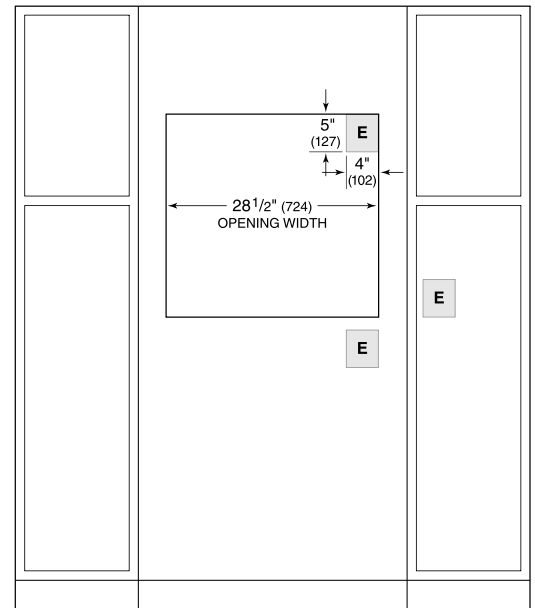 5"
(127)
E
4"
(102)
28 1/2" (724)
OPENING WIDTH
E
E